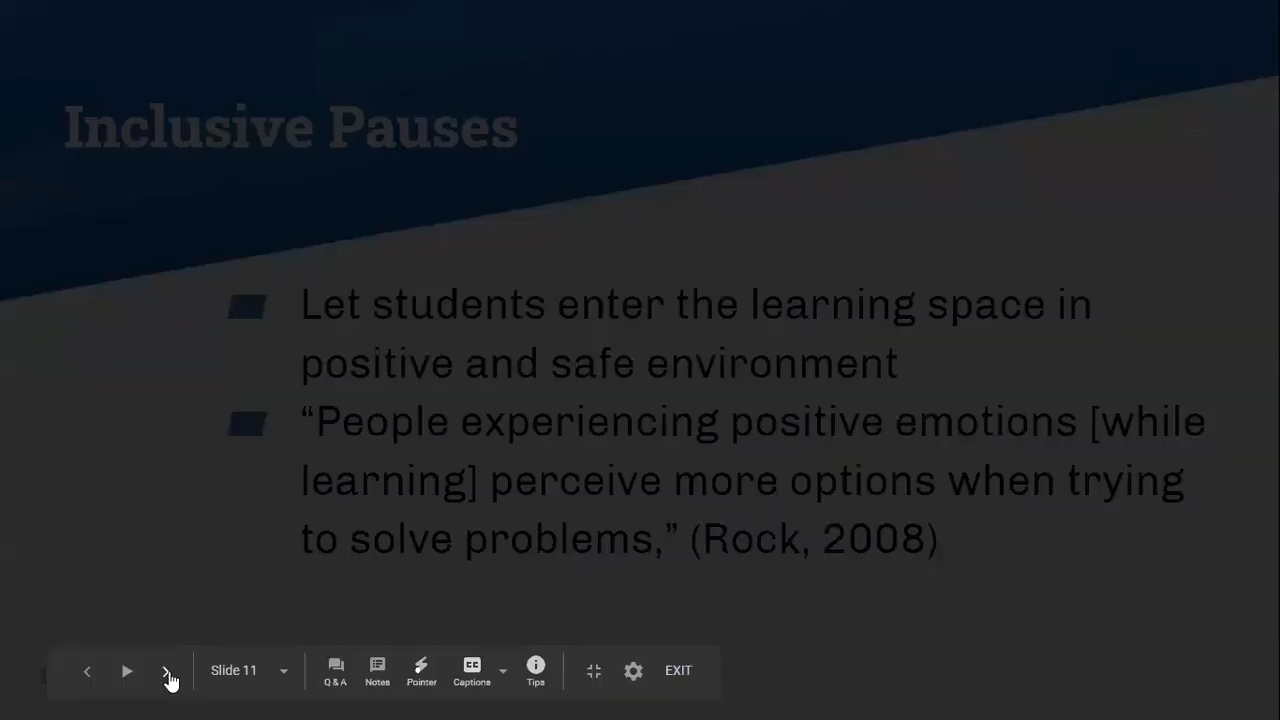 Inclusive Pauses
Let students enter the learning space in
positive and safe environment
“People experiencing positive emotions [while
learning] perceive more options when trying
to solve problems,” (Rock, 2008)
Slide 11
Q & A
Notes
Pointer
Captions
Tips
EXIT